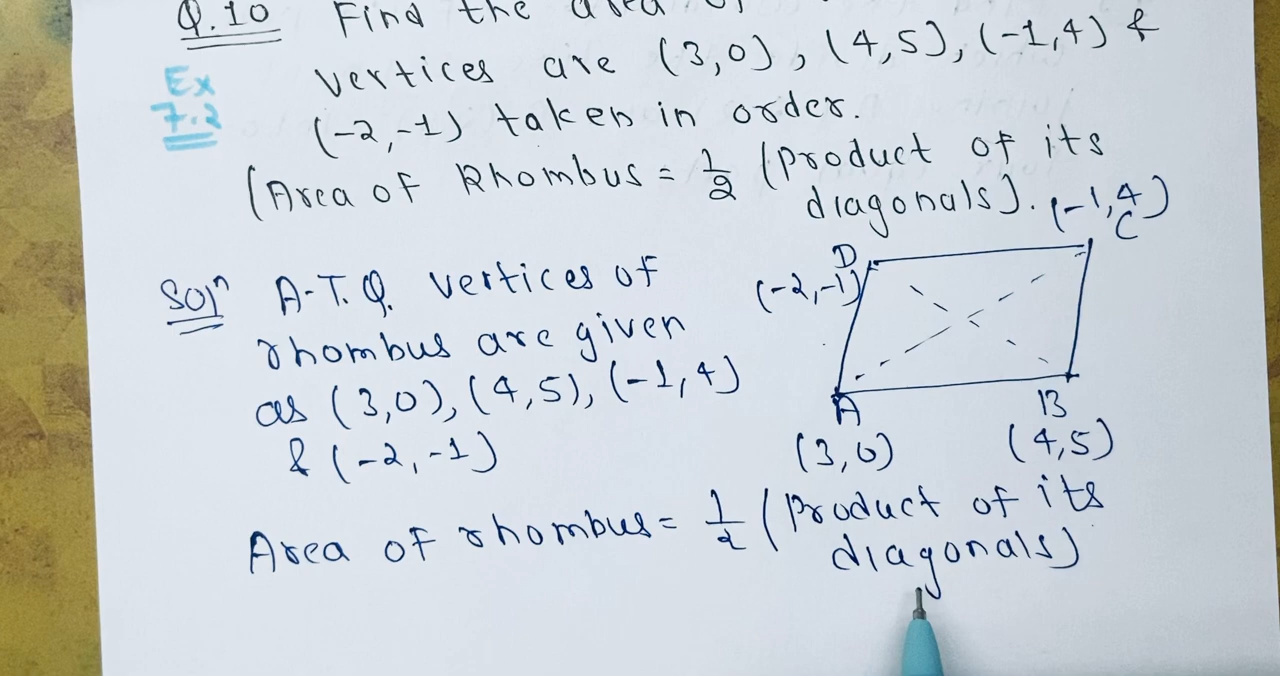 Q.10 Find the area of
Ex
7.2
vertices are (3,0), (4,5), (-1,4) &
(-2,-1) taken in order.
(Area of Rhombus = 1/2 (Product of its
diagonals).
(-1,4)
C
D
(-2,-1)
Solⁿ A-T.Q. vertices of
rhombus are given
as (3,0), (4,5), (-1,4)
& (-2,-1)
A
(3,0)
B
(4,5)
Area of rhombus = 1/2 (Product of its
diagonals)